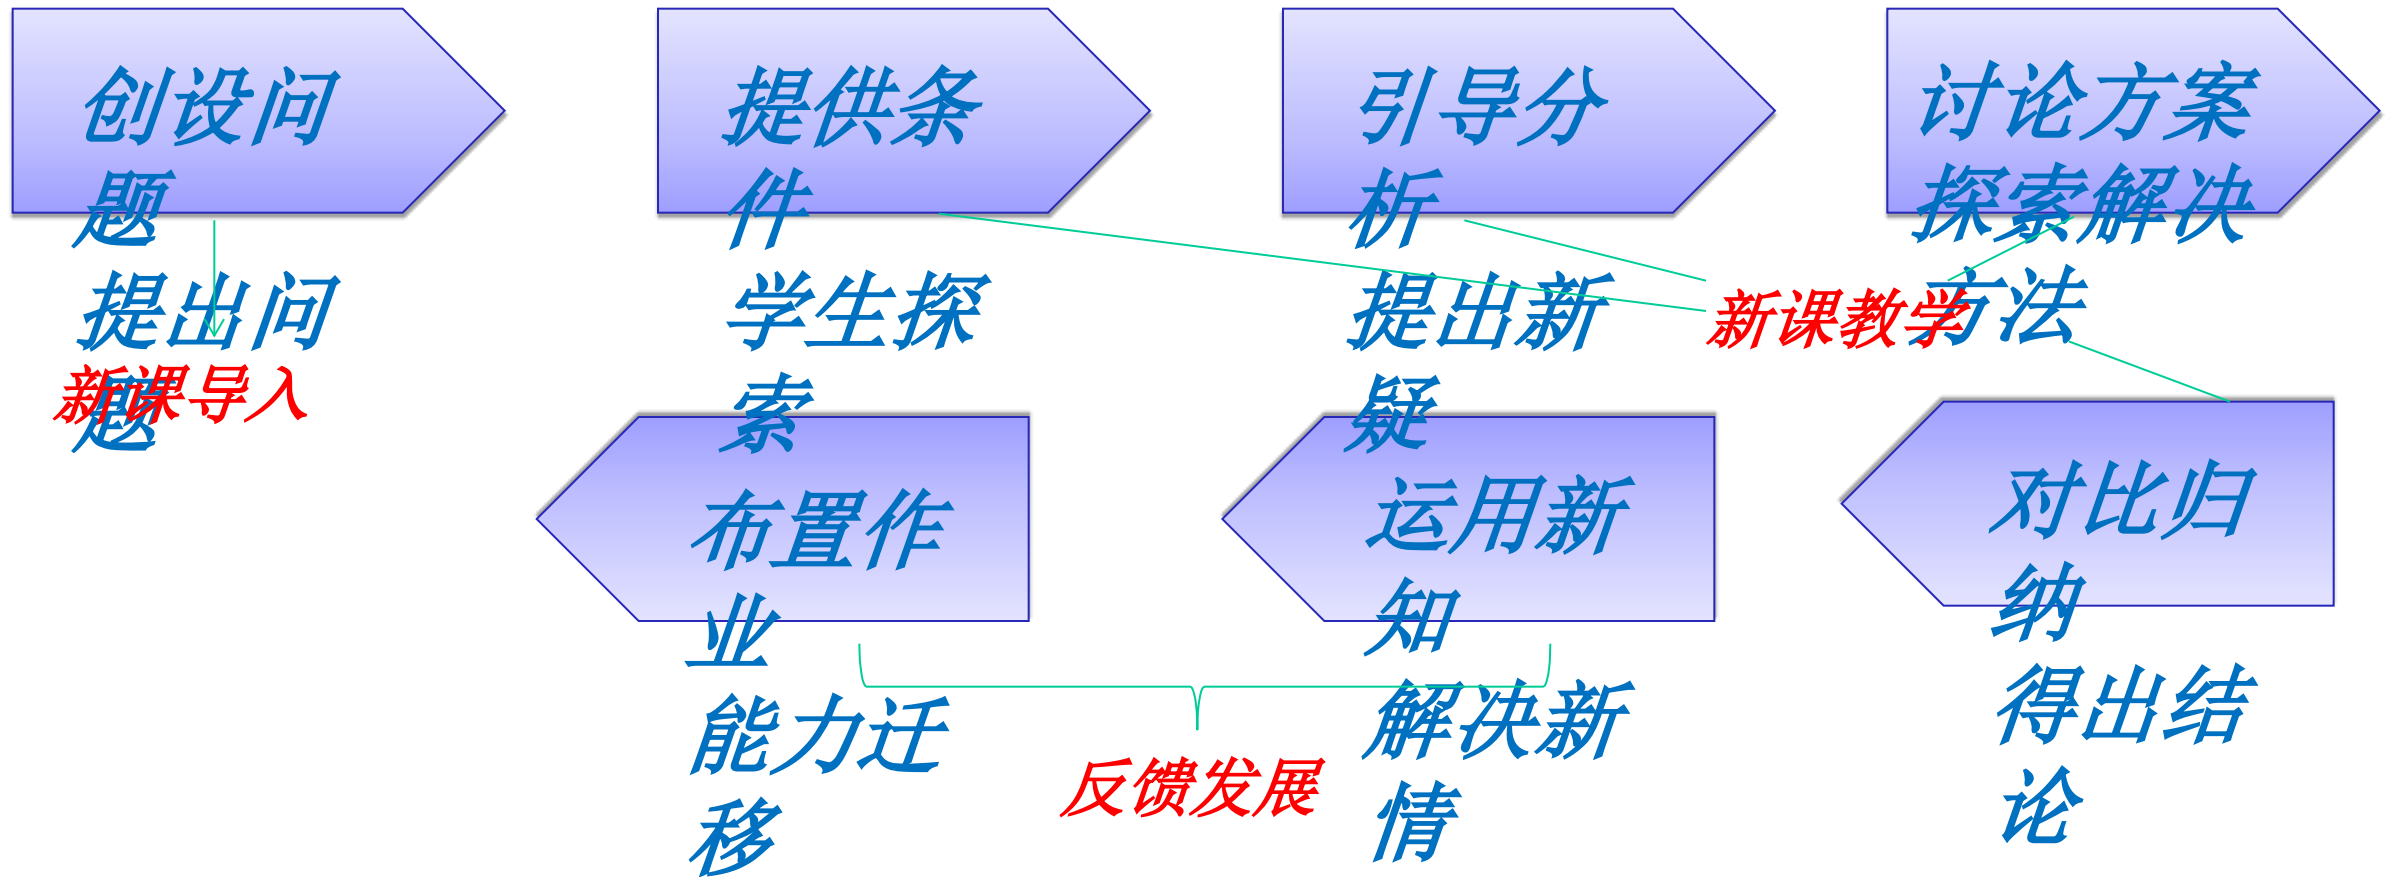 创设问
题
提出问
题
新课导入
提供条
件
学生探
索
引导分
析
提出新
疑
讨论方案
探索解决
方法
新课教学
对比归
纳
得出结
论
运用新
知
解决新
情
布置作
业
能力迁
移
反馈发展